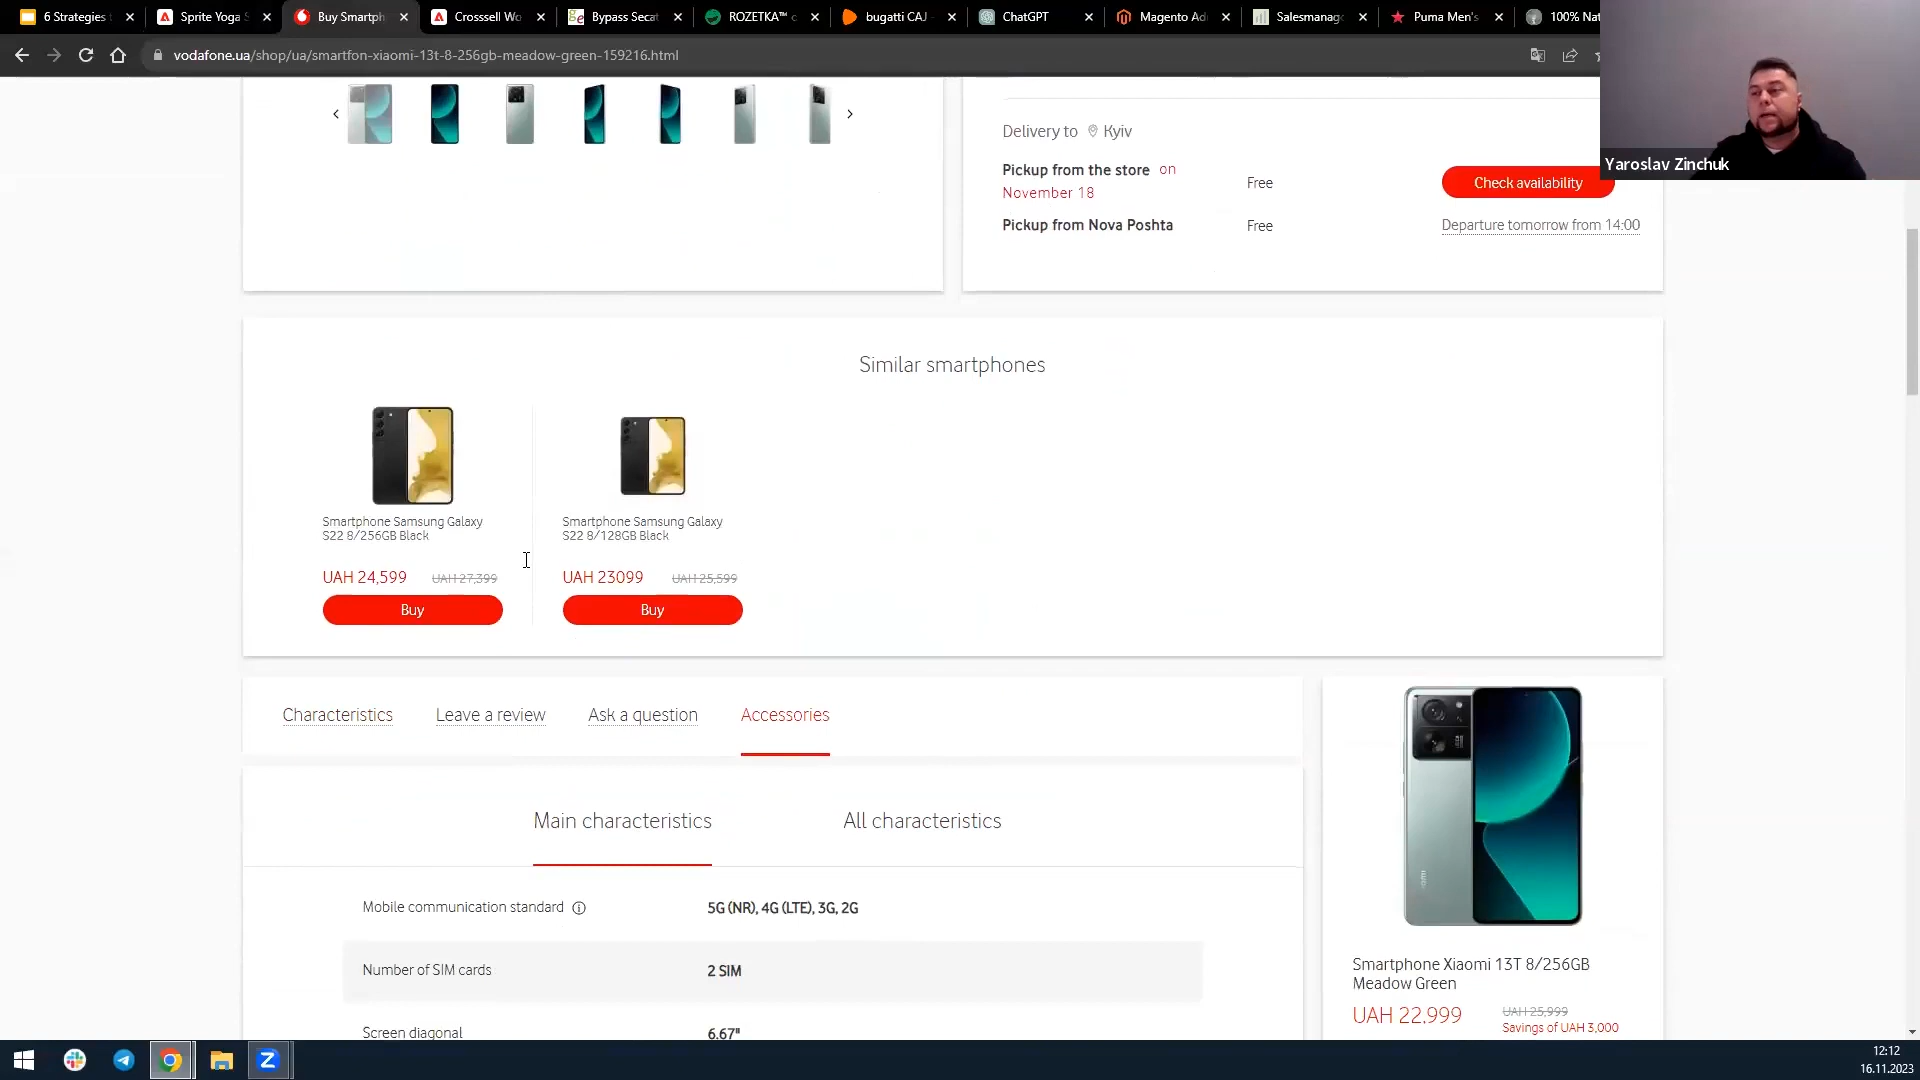 6 Strategies
Sprite Yoga S
Buy Smartph
Crosssell Wo
Bypass Secat
ROZETKA™
bugatti CAJ
ChatGPT
Magento Ad
Salesmanag
Puma Men's
100% Nat
vodafone.ua/shop/ua/smartfon-xiaomi-13t-8-256gb-meadow-green-159216.html
Yaroslav Zinchuk
Delivery to Kyiv
Pickup from the store on November 18
Free
Check availability
Pickup from Nova Poshta
Free
Departure tomorrow from 14:00
Similar smartphones
Smartphone Samsung Galaxy
S22 8/256GB Black
UAH 24,599 UAH 27,399
Buy
Smartphone Samsung Galaxy
S22 8/128GB Black
UAH 23099 UAH 25,599
Buy
Characteristics Leave a review Ask a question Accessories
Main characteristics All characteristics
Mobile communication standard 5G (NR), 4G (LTE), 3G, 2G
Number of SIM cards 2 SIM
Screen diagonal 6.67"
Smartphone Xiaomi 13T 8/256GB
Meadow Green
UAH 22,999 UAH 25,999
Savings of UAH 3,000
12:12
16.11.2023